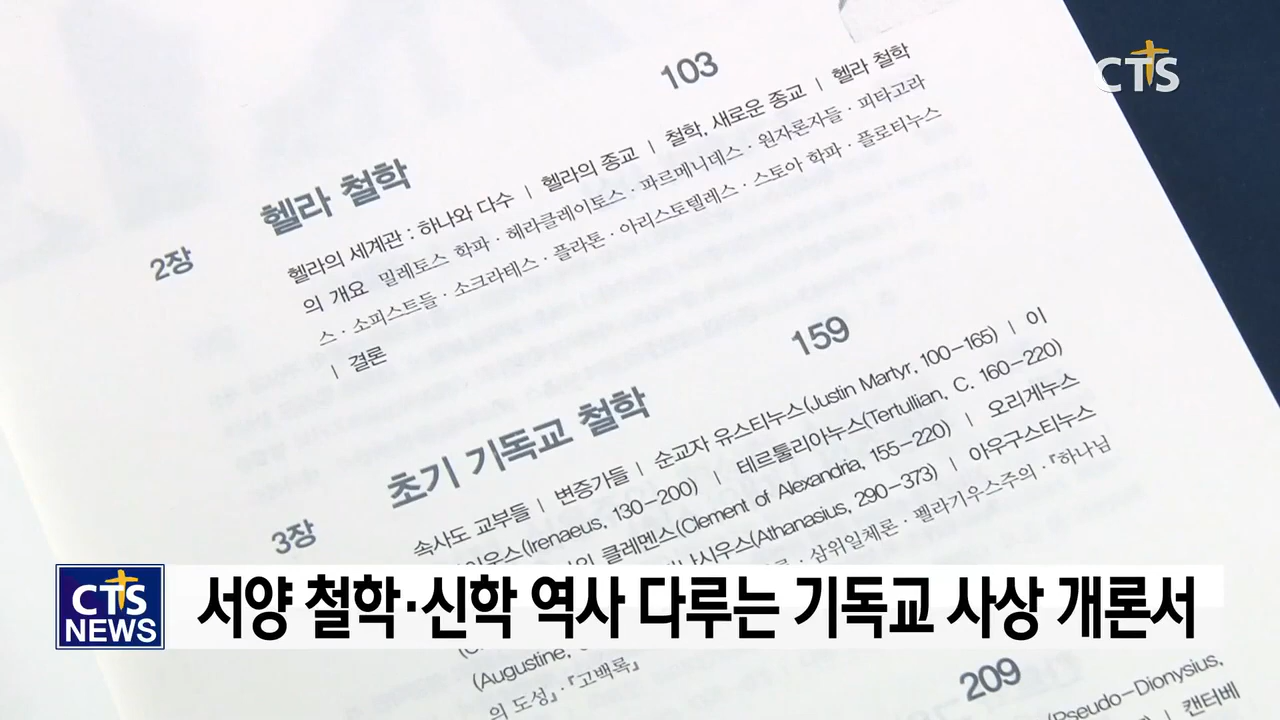 CTS
103
2장
헬라 철학
헬라의 세계관 : 하나와 다수 | 헬라의 종교 | 철학, 새로운 종교 | 헬라 철학
의 개요 밀레토스 학파 · 헤라클레이토스 · 파르메니데스 · 원자론자들 · 피타고라
스 · 소피스트들 · 소크라테스 · 플라톤 · 아리스토텔레스 · 스토아 학파 · 플로티누스
| 결론
159
3장
초기 기독교 철학
속사도 교부들 | 변증가들 | 순교자 유스티누스(Justin Martyr, 100-165) | 이
우스(Irenaeus, 130-200) | 테르툴리아누스(Tertullian, C. 160-220)
클레멘스(Clement of Alexandria, 155-220) | 오리게누스
시우스(Athanasius, 290-373) | 아우구스티누스
· 삼위일체론 · 펠라기우스주의 · 『하나님
(Augustine,
의 도성』 · 『고백록』
209
Pseudo-Dionysius,
| 캔터베
CTS
NEWS
서양 철학·신학 역사 다루는 기독교 사상 개론서